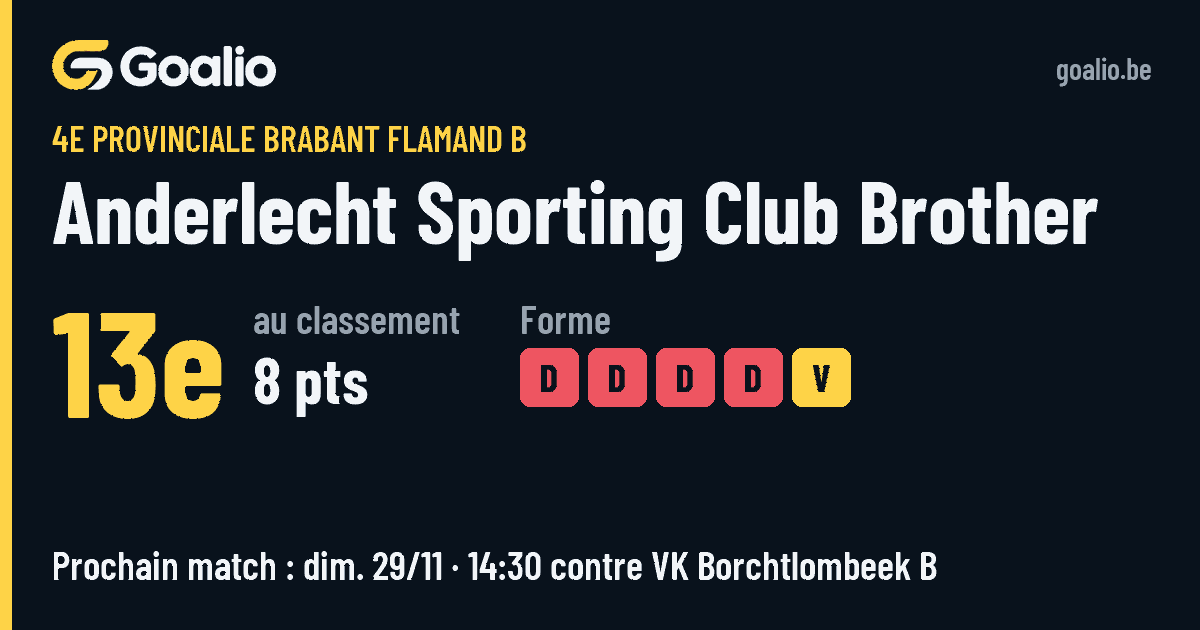 Goalio
goalio.be
4E PROVINCIALE BRABANT FLAMAND B
Anderlecht Sporting Club Brother
13e
au classement
8 pts
Forme
D D D D V
Prochain match : dim. 29/11 · 14:30 contre VK Borchtlombeek B